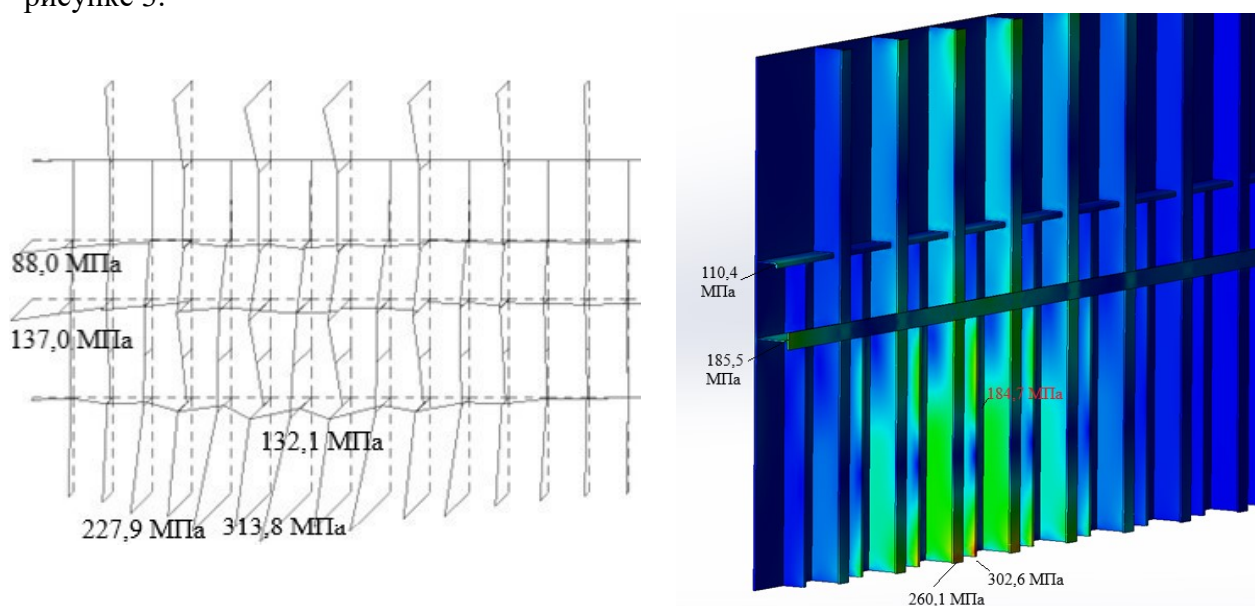 рисунке 3.
88,0 МПа
137,0 МПа
132,1 МПа
227,9 МПа
313,8 МПа
110,4
МПа
185,5
МПа
184,7 МПа
302,6 МПа
260,1 МПа